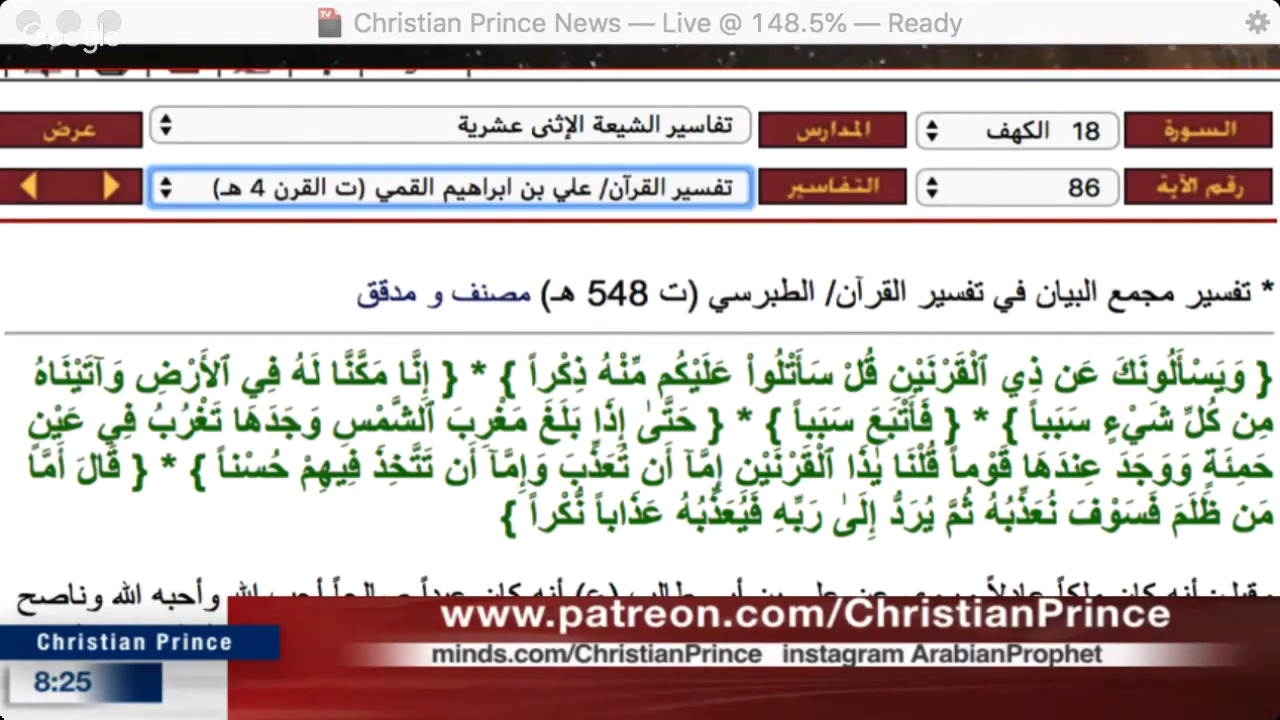 Christian Prince News — Live @ 148.5% — Ready
Google
السورة 18 الكهف المدارس تفاسير الشيعة الإثنى عشرية عرض
رقم الآية 86 التفاسير تفسير القرآن/ علي بن ابراهيم القمي (ت القرن 4 هـ)
* تفسير مجمع البيان في تفسير القرآن/ الطبرسي (ت 548 هـ) مصنف و مدقق
{ وَيَسْأَلُونَكَ عَن ذِي ٱلْقَرْنَيْنِ قُلْ سَأَتْلُواْ عَلَيْكُم مِّنْهُ ذِكْراً } * { إِنَّا مَكَّنَّا لَهُ فِي ٱلأَرْضِ وَآتَيْنَاهُ
مِن كُلِّ شَيْءٍ سَبَباً } * { فَأَتْبَعَ سَبَباً } * { حَتَّىٰ إِذَا بَلَغَ مَغْرِبَ ٱلشَّمْسِ وَجَدَهَا تَغْرُبُ فِي عَيْنٍ
حَمِئَةٍ وَوَجَدَ عِندَهَا قَوْماً قُلْنَا يٰذَا ٱلْقَرْنَيْنِ إِمَّآ أَن تُعَذِّبَ وَإِمَّآ أَن تَتَّخِذَ فِيهِمْ حُسْناً } * { قَالَ أَمَّا
مَن ظَلَمَ فَسَوْفَ نُعَذِّبُهُ ثُمَّ يُرَدُّ إِلَىٰ رَبِّهِ فَيُعَذِّبُهُ عَذَاباً نُّكْراً }
وأحبه الله وناصح
www.patreon.com/ChristianPrince
Christian Prince
minds.com/ChristianPrince instagram ArabianProphet
8:25